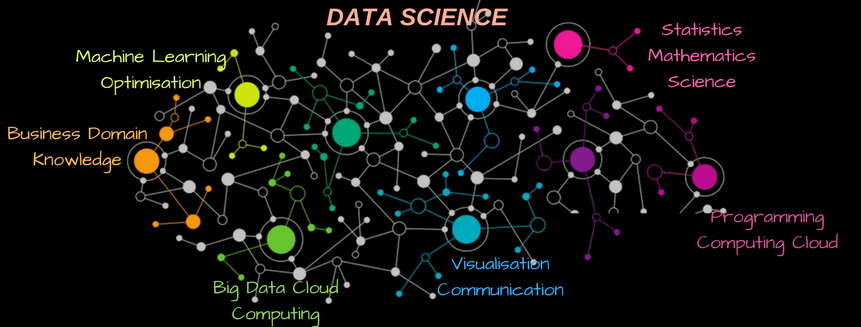 DATA SCIENCE
Machine Learning
Optimisation
Statistics
Mathematics
Science
Business Domain
Knowledge
Programming
Computing Cloud
Visualisation
Communication
Big Data Cloud
Computing